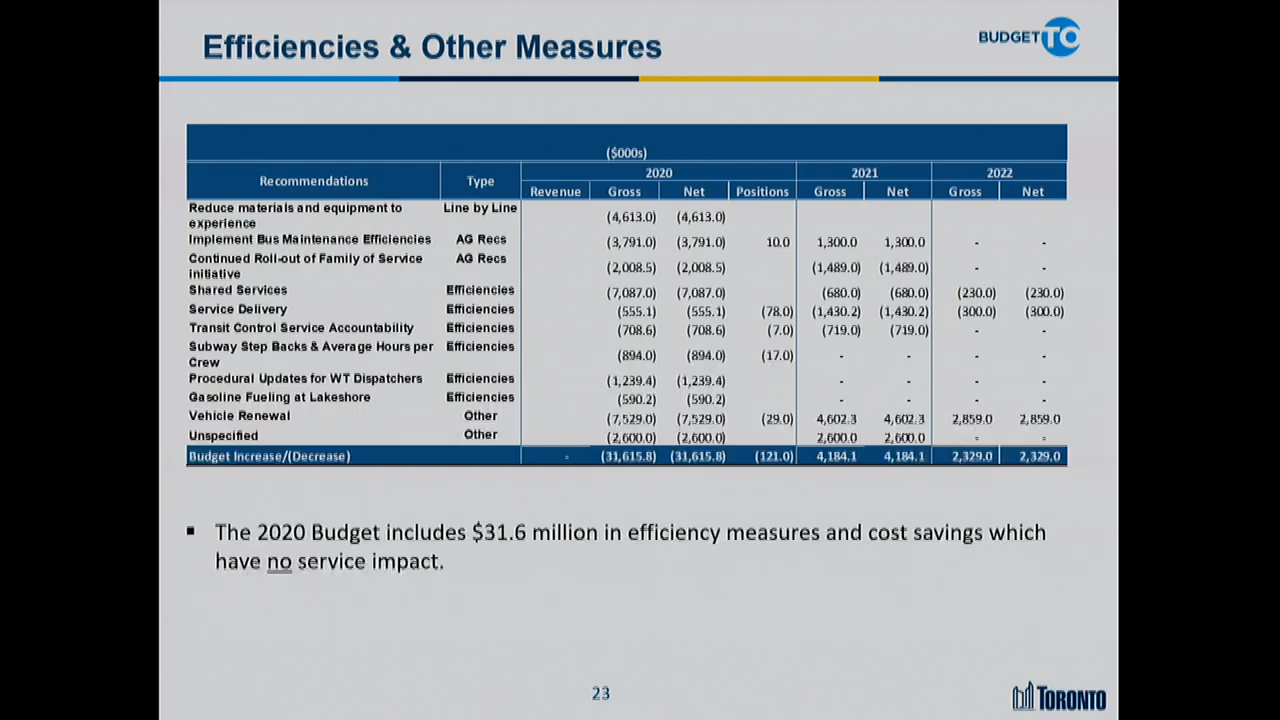 Efficiencies & Other Measures
BUDGETTO
($000s)
Recommendations Type 2020 2021 2022
Revenue Gross Net Positions Gross Net Gross Net
Reduce materials and equipment to experience Line by Line (4,613.0) (4,613.0)
Implement Bus Maintenance Efficiencies AG Recs (3,791.0) (3,791.0) 10.0 1,300.0 1,300.0 - -
Continued Roll-out of Family of Service initiative AG Recs (2,008.5) (2,008.5) (1,489.0) (1,489.0) - -
Shared Services Efficiencies (7,087.0) (7,087.0) (680.0) (680.0) (230.0) (230.0)
Service Delivery Efficiencies (555.1) (555.1) (78.0) (1,430.2) (1,430.2) (300.0) (300.0)
Transit Control Service Accountability Efficiencies (708.6) (708.6) (7.0) (719.0) (719.0) - -
Subway Step Backs & Average Hours per Crew Efficiencies (894.0) (894.0) (17.0) - - - -
Procedural Updates for WT Dispatchers Efficiencies (1,239.4) (1,239.4) - - - -
Gasoline Fueling at Lakeshore Efficiencies (590.2) (590.2) - - - -
Vehicle Renewal Other (7,529.0) (7,529.0) (29.0) 4,602.3 4,602.3 2,859.0 2,859.0
Unspecified Other (2,600.0) (2,600.0) 2,600.0 2,600.0 - -
Budget Increase/(Decrease) - (31,615.8) (31,615.8) (121.0) 4,184.1 4,184.1 2,329.0 2,329.0
▪ The 2020 Budget includes $31.6 million in efficiency measures and cost savings which
have no service impact.
23
TORONTO